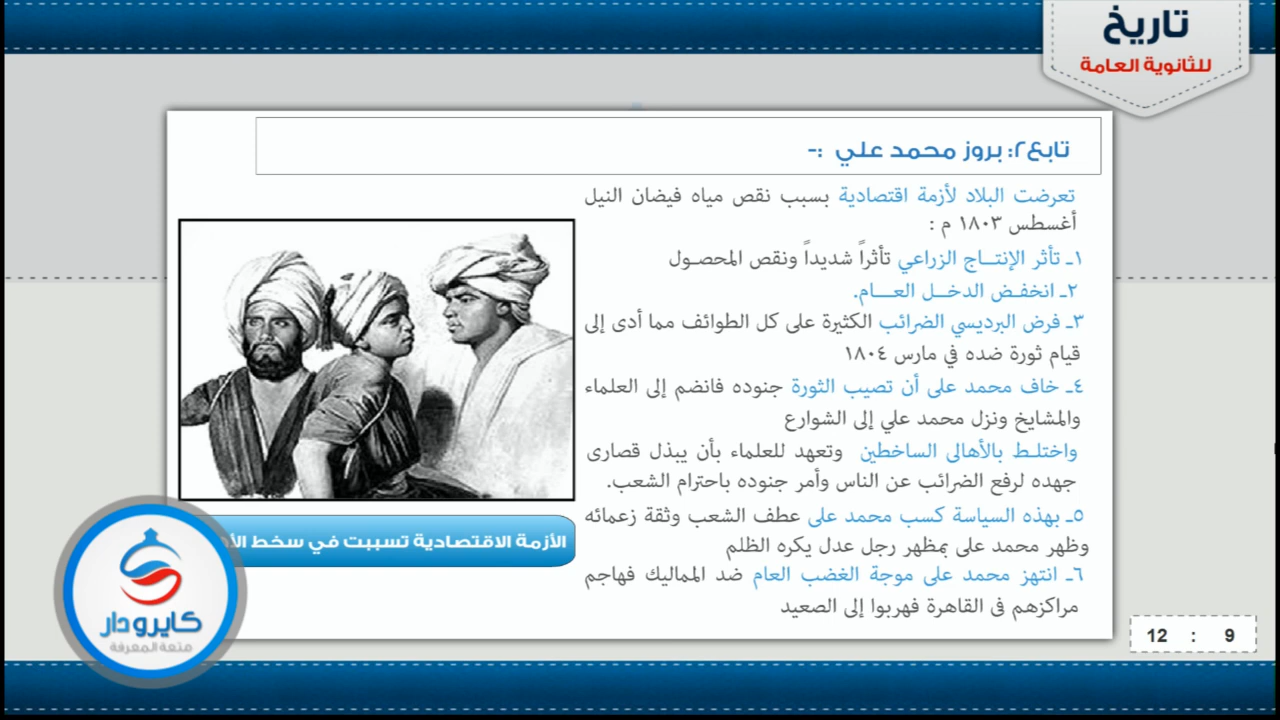 تاريخ
للثانوية العامة
تابع٢: بروز محمد علي :-
تعرضت البلاد لأزمة اقتصادية بسبب نقص مياه فيضان النيل
أغسطس ١٨٠٣ م :
١ـ تأثر الإنتـــاج الزراعي تأثراً شديداً ونقص المحصـول
٢ـ انخفـض الدخــل العـــام.
٣ـ فرض البرديسي الضرائب الكثيرة على كل الطوائف مما أدى إلى
قيام ثورة ضده في مارس ١٨٠٤
٤ـ خاف محمد على أن تصيب الثورة جنوده فانضم إلى العلماء
والمشايخ ونزل محمد علي إلى الشوارع
واختلـط بالأهالى الساخطين وتعهد للعلماء بأن يبذل قصارى
جهده لرفع الضرائب عن الناس وأمر جنوده باحترام الشعب.
٥ـ بهذه السياسة كسب محمد على عطف الشعب وثقة زعمائه
وظهر محمد على بمظهر رجل عدل يكره الظلم
٦ـ انتهز محمد على موجة الغضب العام ضد المماليك فهاجم
مراكزهم فى القاهرة فهربوا إلى الصعيد
الأزمة الاقتصادية تسببت في سخط
كايرودار
متعة المعرفة
12 : 9